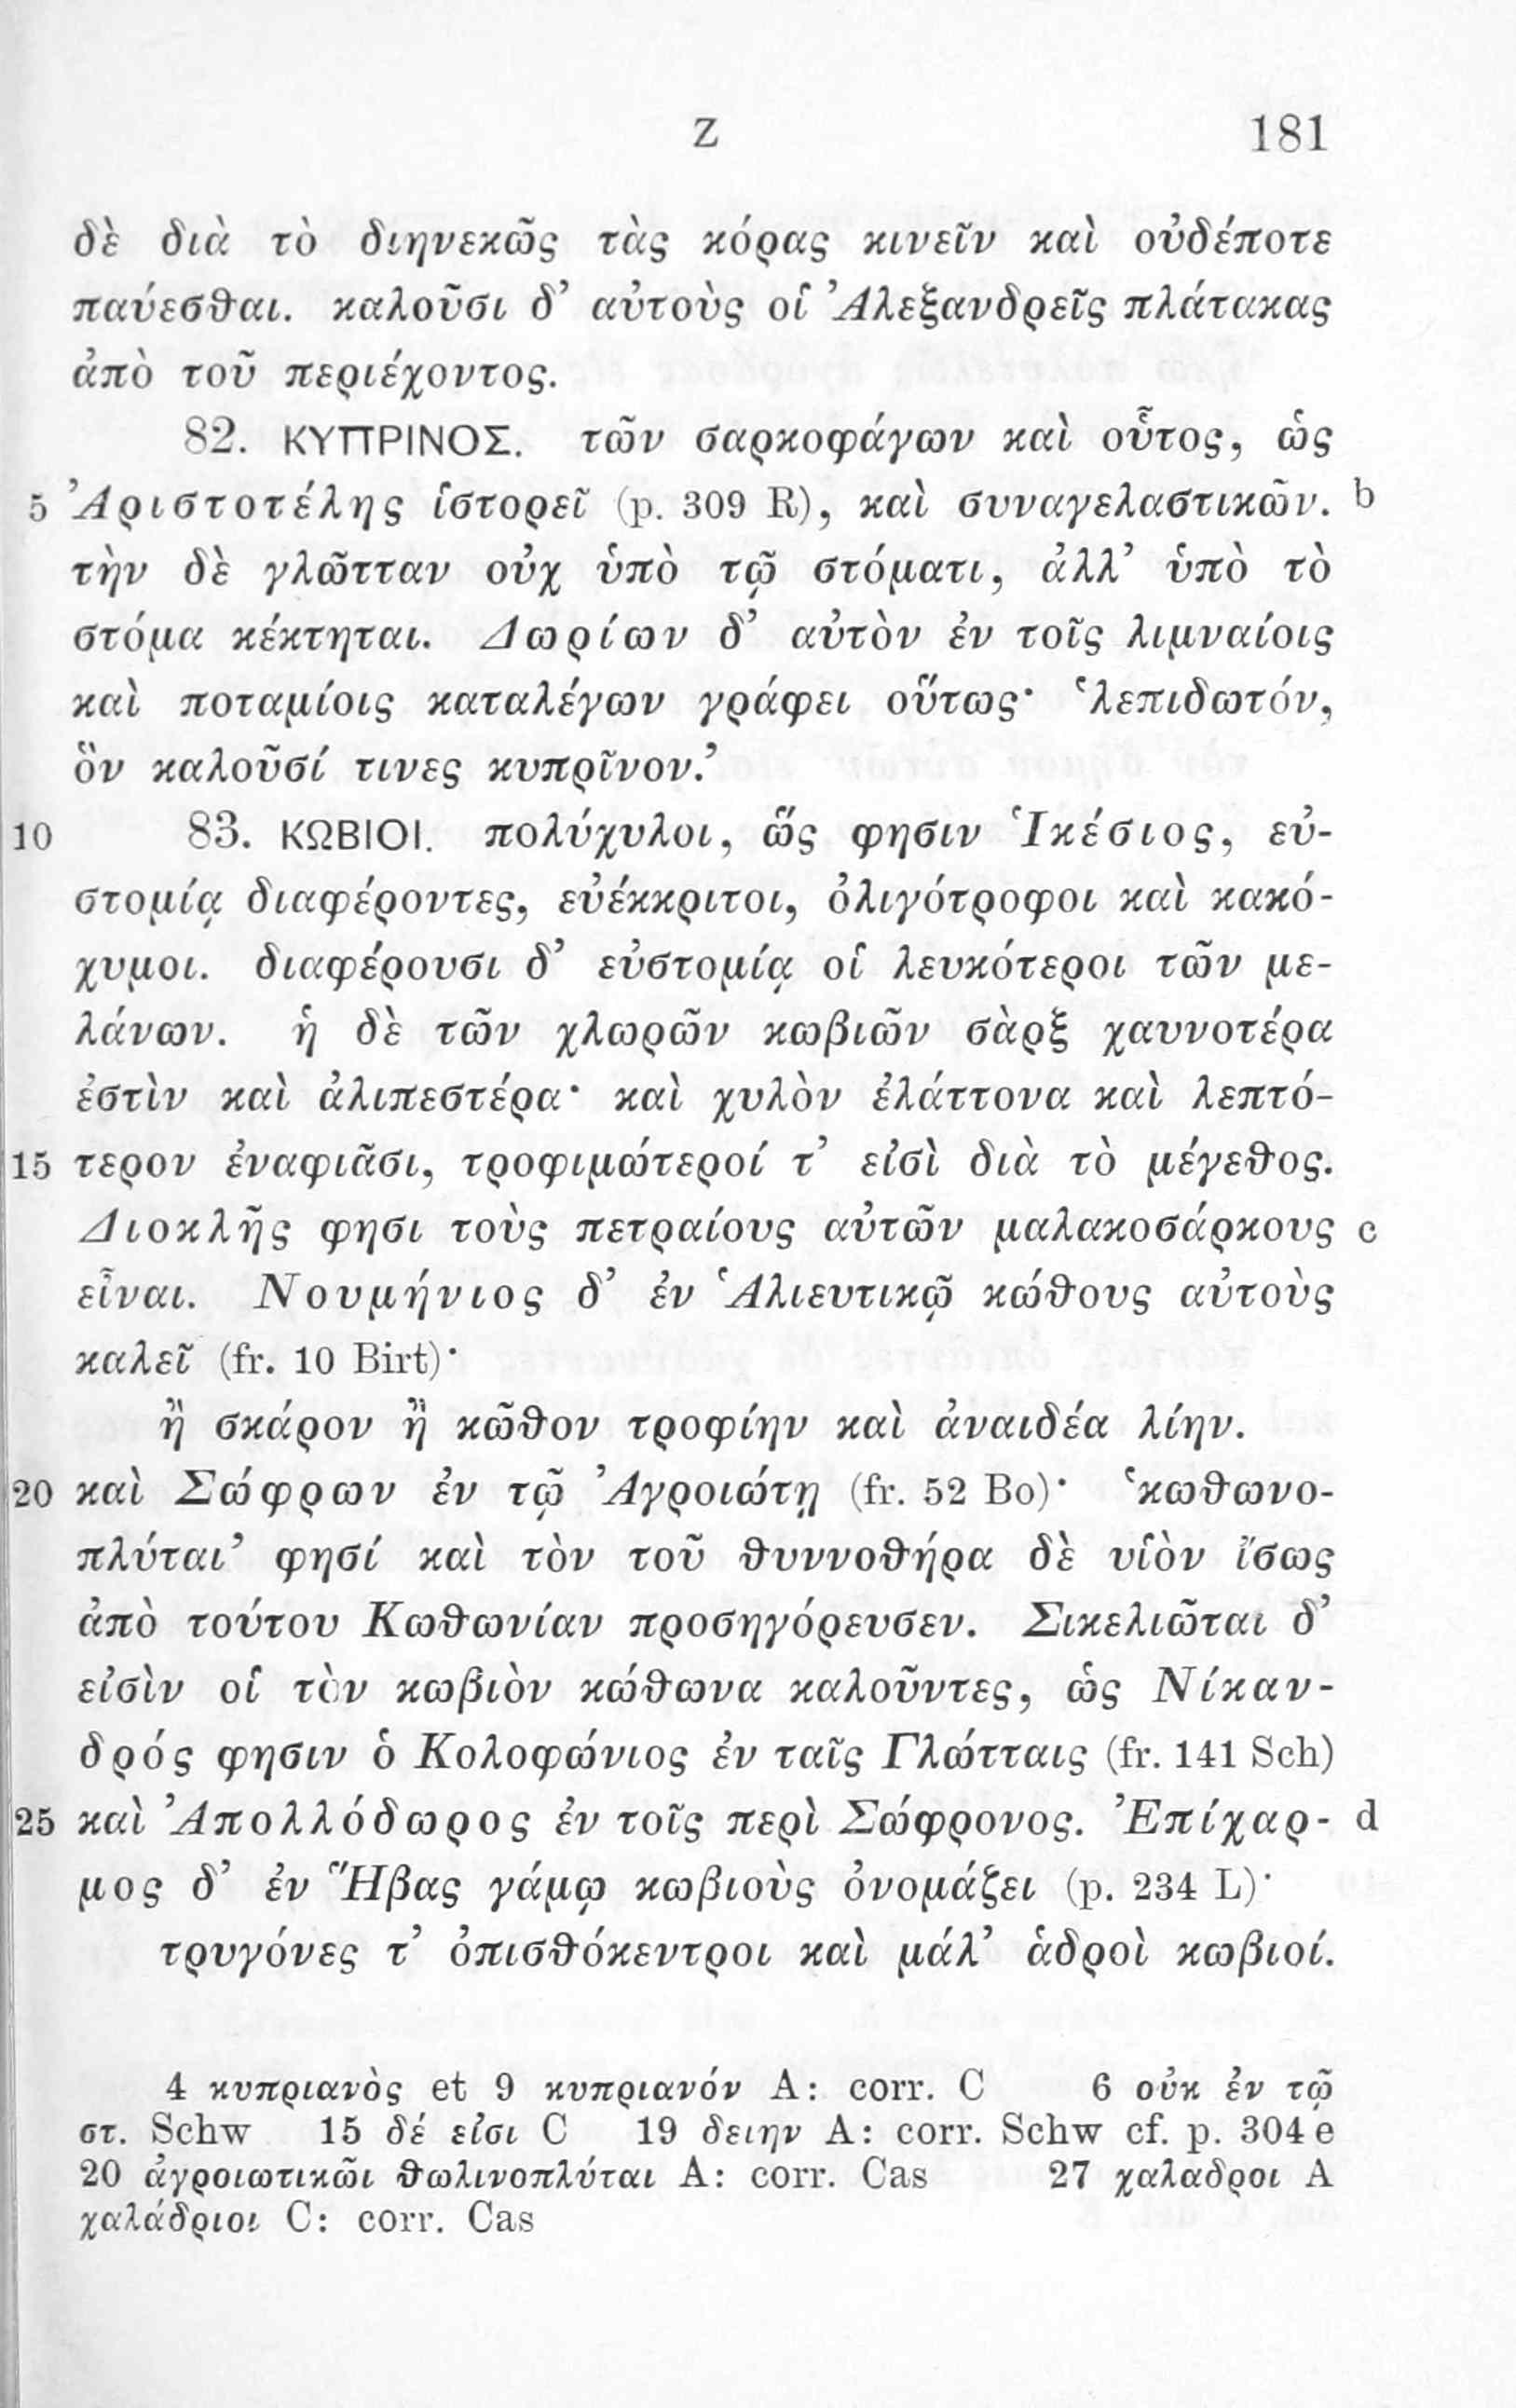 Z 181
δὲ διὰ τὸ διηνεκῶς τὰς κόρας κινεῖν καὶ οὐδέποτε
παύεσθαι. καλοῦσι δ’ αὐτοὺς οἱ Ἀλεξανδρεῖς πλάτακας
ἀπὸ τοῦ περιέχοντος.
82. ΚΥΠΡΙΝΟΣ. τῶν σαρκοφάγων καὶ οὗτος, ὡς
5 Ἀριστοτέλης ἱστορεῖ (p. 309 R), καὶ συναγελαστικῶν. b
τὴν δὲ γλῶτταν οὐχ ὑπὸ τῷ στόματι, ἀλλ’ ὑπὸ τὸ
στόμα κέκτηται. Δωρίων δ’ αὐτὸν ἐν τοῖς λιμναίοις
καὶ ποταμίοις καταλέγων γράφει οὕτως· ‘λεπιδωτόν,
ὃν καλοῦσί τινες κυπρῖνον.’
10 83. ΚΩΒΙΟΙ. πολύχυλοι, ὥς φησιν Ἱκέσιος, εὐ-
στομίᾳ διαφέροντες, εὐέκκριτοι, ὀλιγότροφοι καὶ κακό-
χυμοι. διαφέρουσι δ’ εὐστομίᾳ οἱ λευκότεροι τῶν με-
λάνων. ἡ δὲ τῶν χλωρῶν κωβιῶν σὰρξ χαυνοτέρα
ἐστὶν καὶ ἀλιπεστέρα· καὶ χυλὸν ἐλάττονα καὶ λεπτό-
15 τερον ἐναφιᾶσι, τροφιμώτεροί τ’ εἰσὶ διὰ τὸ μέγεθος.
Διοκλῆς φησι τοὺς πετραίους αὐτῶν μαλακοσάρκους c
εἶναι. Νουμήνιος δ’ ἐν Ἁλιευτικῷ κώθους αὐτοὺς
καλεῖ (fr. 10 Birt)·
ἢ σκάρον ἢ κῶθον τροφίην καὶ ἀναιδέα λίην.
20 καὶ Σώφρων ἐν τῷ Ἀγροιώτῃ (fr. 52 Bo)· ‘κωθωνο-
πλύται’ φησί καὶ τὸν τοῦ θυννοθήρα δὲ υἱὸν ἴσως
ἀπὸ τούτου Κωθωνίαν προσηγόρευσεν. Σικελιῶται δ’
εἰσὶν οἱ τὸν κωβιὸν κώθωνα καλοῦντες, ὡς Νίκαν-
δρός φησιν ὁ Κολοφώνιος ἐν ταῖς Γλώτταις (fr. 141 Sch)
25 καὶ Ἀπολλόδωρος ἐν τοῖς περὶ Σώφρονος. Ἐπίχαρ- d
μος δ’ ἐν Ἥβας γάμῳ κωβιοὺς ὀνομάζει (p. 234 L)·
τρυγόνες τ’ ὀπισθόκεντροι καὶ μάλ’ ἁδροὶ κωβιοί.
4 κυπριανὸς et 9 κυπριανόν A: corr. C 6 οὐκ ἐν τῷ
στ. Schw 15 δέ εἰσι C 19 δειην A: corr. Schw cf. p. 304 e
20 ἀγροιωτικῶι θωλινοπλύται A: corr. Cas 27 χαλαδροι A
χαλάδριοι C: corr. Cas